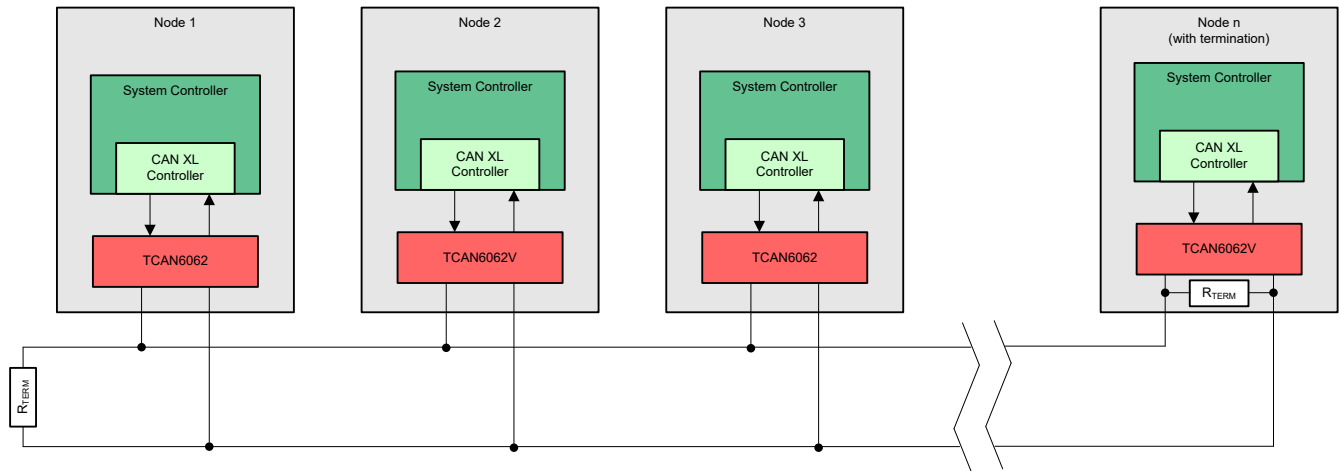 Node 1
System Controller
CAN XL
Controller
TCAN6062
Node 2
System Controller
CAN XL
Controller
TCAN6062V
Node 3
System Controller
CAN XL
Controller
TCAN6062
Node n
(with termination)
System Controller
CAN XL
Controller
TCAN6062V
RTERM
RTERM